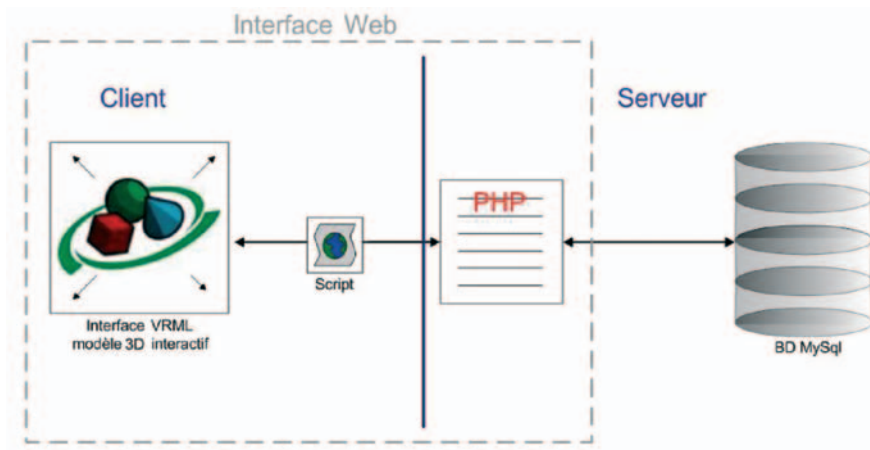 Interface Web
Client
Serveur
PHP
Script
Interface VRML
modèle 3D interactif
BD MySql